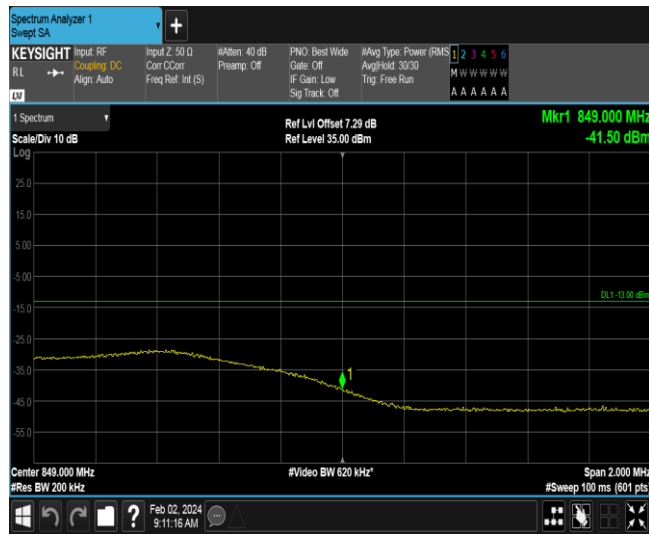 Spectrum Analyzer 1
Swept SA
+
KEYSIGHT
RL
LXI
Input: RF
Coupling: DC
Align: Auto
Input Z: 50 Ω
Corr CCorr
Freq Ref: Int (S)
#Atten: 40 dB
Preamp: Off
PNO: Best Wide
Gate: Off
IF Gain: Low
Sig Track: Off
#Avg Type: Power (RMS
Avg|Hold: 30/30
Trig: Free Run
1 2 3 4 5 6
M W W W W W
A A A A A A
1 Spectrum
Scale/Div 10 dB
Log
Ref Lvl Offset 7.29 dB
Ref Level 35.00 dBm
Mkr1 849.000 MHz
-41.50 dBm
25.0
15.0
5.00
-5.00
DL1 -13.00 dBm
-15.0
-25.0
-35.0
1
-45.0
-55.0
Center 849.000 MHz
#Res BW 200 kHz
#Video BW 620 kHz*
Span 2.000 MHz
#Sweep 100 ms (601 pts
?
Feb 02, 2024
9:11:16 AM